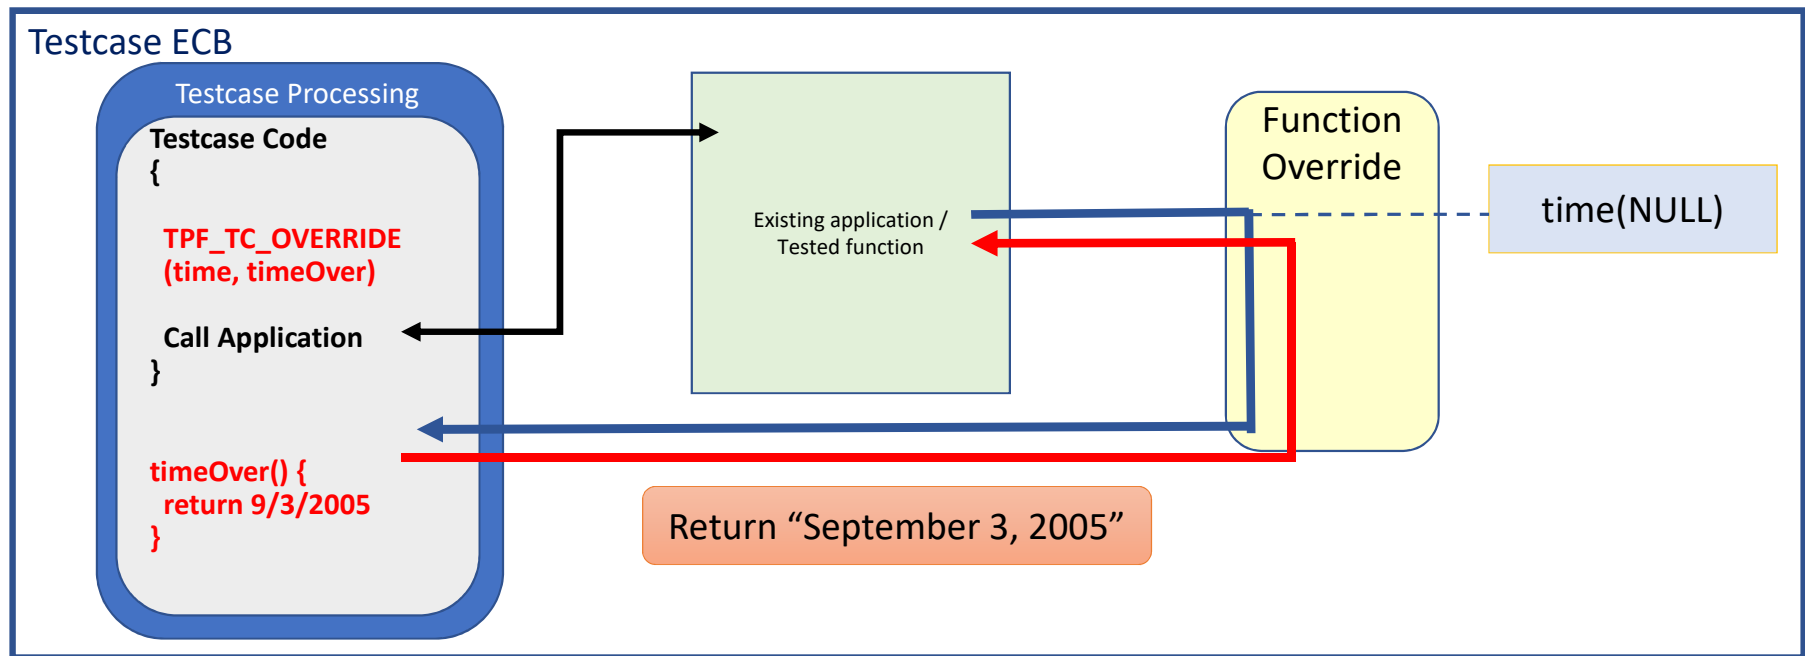 Testcase ECB
Testcase Processing
Testcase Code
{
TPF_TC_OVERRIDE
(time, timeOver)
Call Application
}
timeOver() {
return 9/3/2005
}
Existing application /
Tested function
Function
Override
time(NULL)
Return “September 3, 2005”